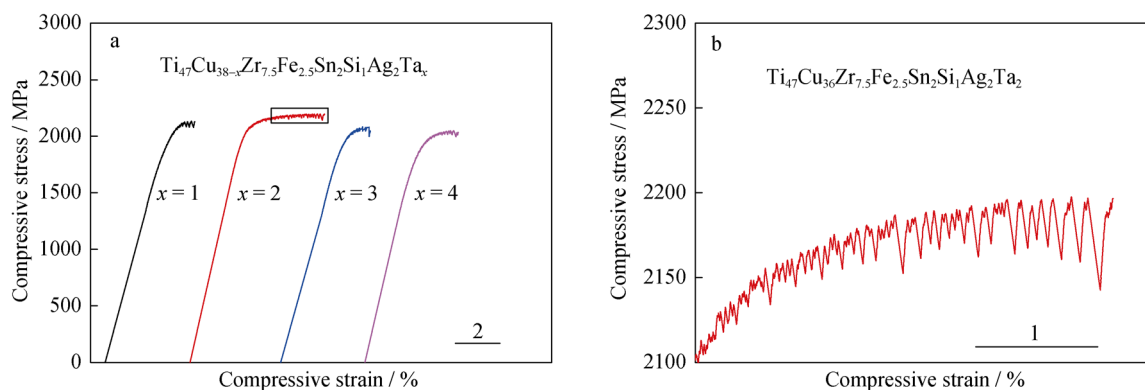 a
Ti₄₇Cu₃₈₋ₓZr₇.₅Fe₂.₅Sn₂Si₁Ag₂Taₓ
3000
2500
2000
1500
1000
500
0
Compressive stress / MPa
x = 1
x = 2
x = 3
x = 4
2
Compressive strain / %
b
Ti₄₇Cu₃₆Zr₇.₅Fe₂.₅Sn₂Si₁Ag₂Ta₂
2300
2250
2200
2150
2100
Compressive stress / MPa
1
Compressive strain / %